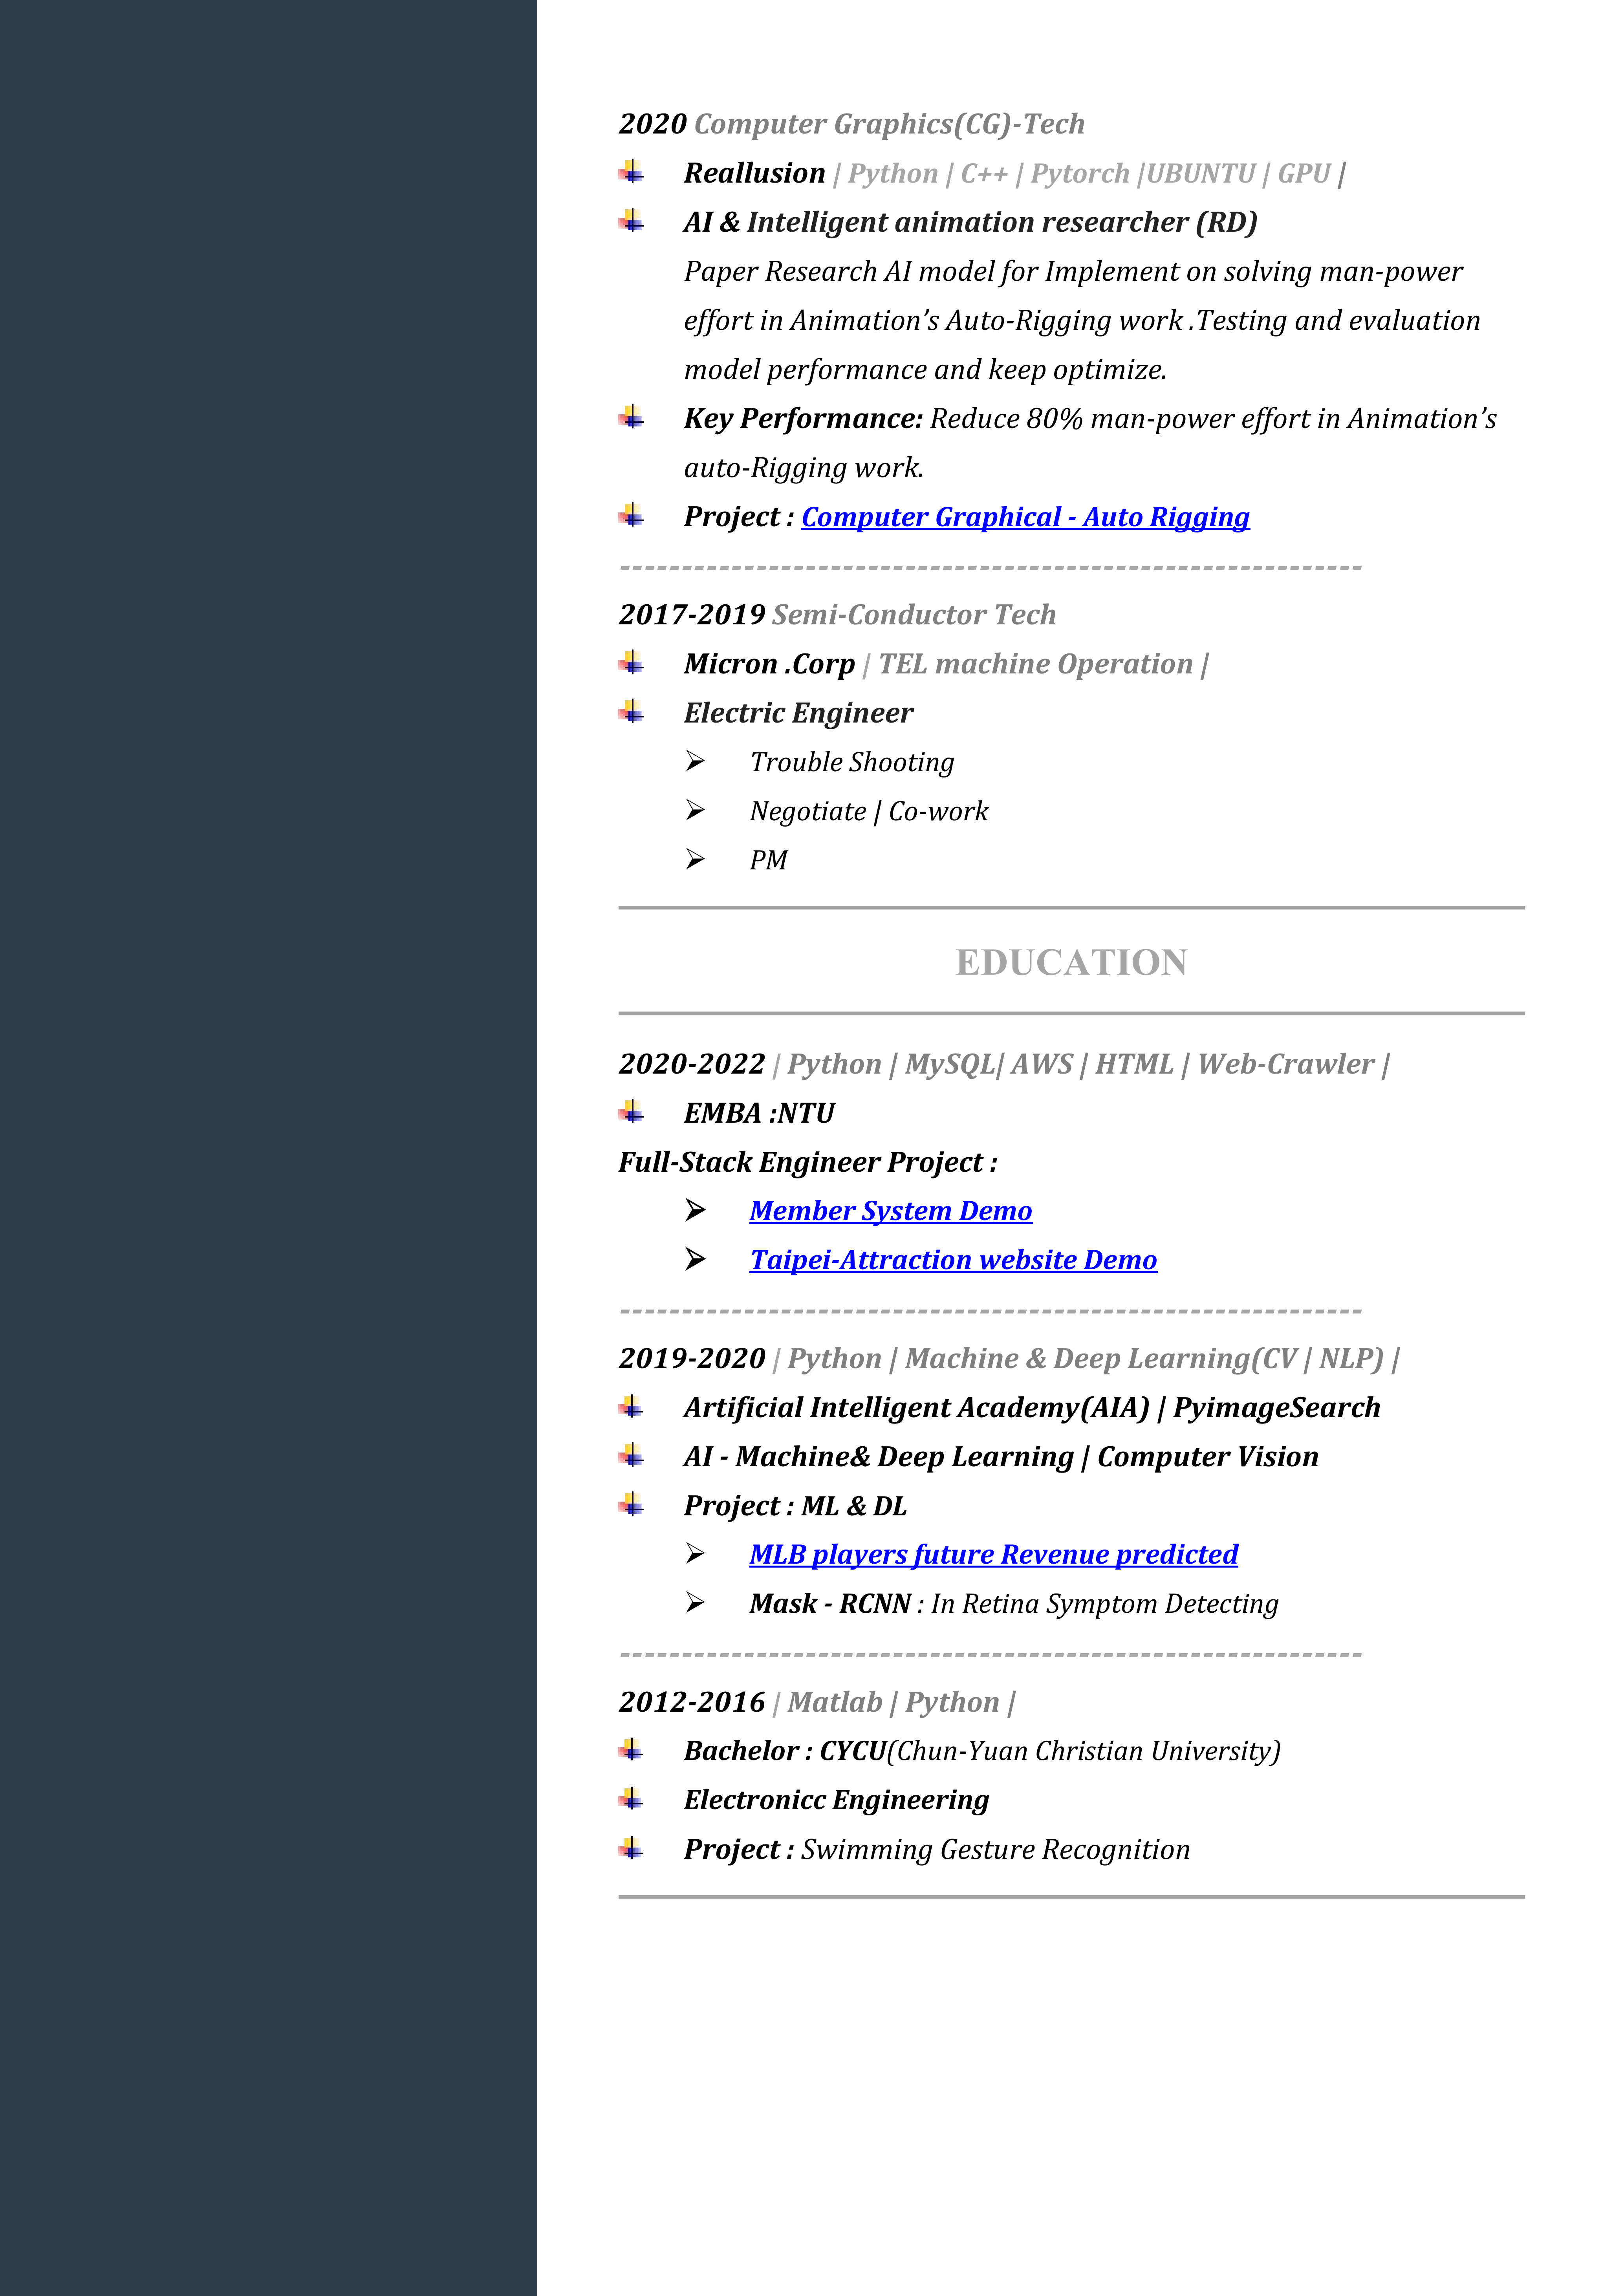 2020 Computer Graphics(CG)-Tech
Reallusion | Python | C++ | Pytorch |UBUNTU | GPU |
AI & Intelligent animation researcher (RD)
Paper Research AI model for Implement on solving man-power
effort in Animation’s Auto-Rigging work .Testing and evaluation
model performance and keep optimize.
Key Performance: Reduce 80% man-power effort in Animation’s
auto-Rigging work.
Project : Computer Graphical - Auto Rigging
------------------------------------------------------------
2017-2019 Semi-Conductor Tech
Micron .Corp | TEL machine Operation |
Electric Engineer
➢ Trouble Shooting
➢ Negotiate | Co-work
➢ PM
EDUCATION
2020-2022 | Python | MySQL| AWS | HTML | Web-Crawler |
EMBA :NTU
Full-Stack Engineer Project :
➢ Member System Demo
➢ Taipei-Attraction website Demo
------------------------------------------------------------
2019-2020 | Python | Machine & Deep Learning(CV | NLP) |
Artificial Intelligent Academy(AIA) | PyimageSearch
AI - Machine& Deep Learning | Computer Vision
Project : ML & DL
➢ MLB players future Revenue predicted
➢ Mask - RCNN : In Retina Symptom Detecting
------------------------------------------------------------
2012-2016 | Matlab | Python |
Bachelor : CYCU(Chun-Yuan Christian University)
Electronicc Engineering
Project : Swimming Gesture Recognition